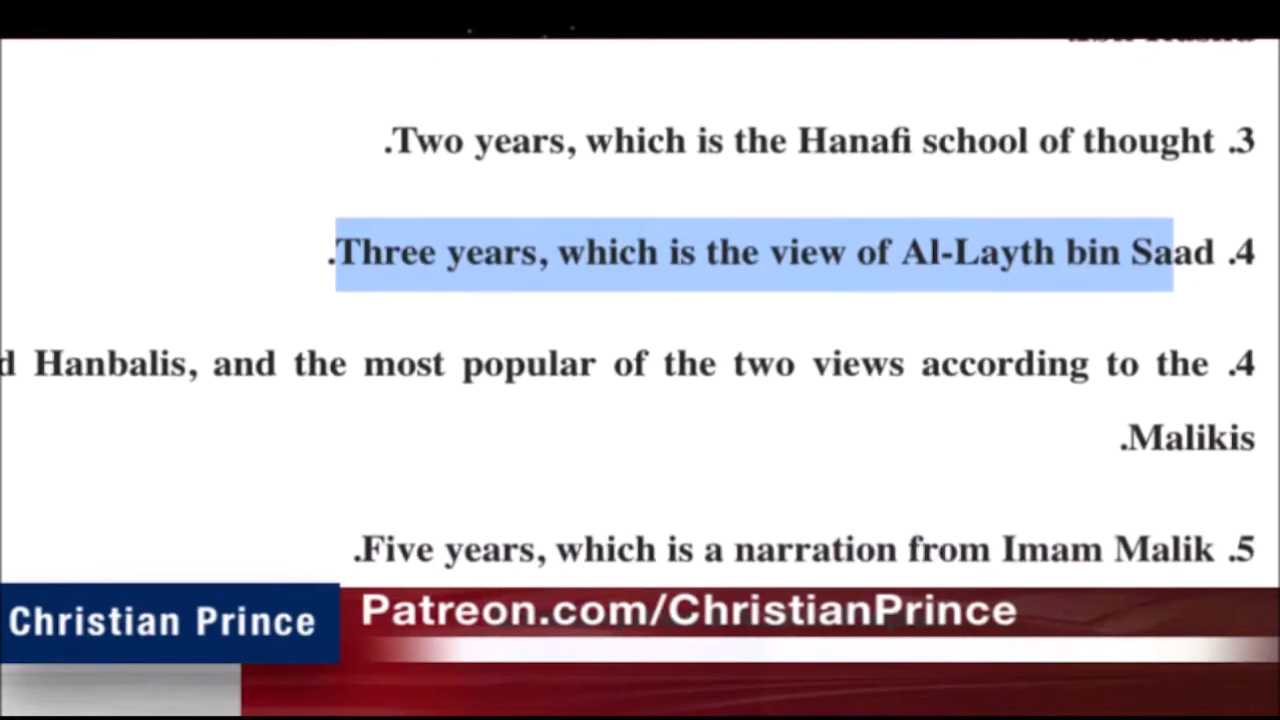 .Two years, which is the Hanafi school of thought .3
.Three years, which is the view of Al-Layth bin Saad .4
Hanbalis, and the most popular of the two views according to the .4
.Malikis
.Five years, which is a narration from Imam Malik .5
Christian Prince
Patreon.com/ChristianPrince